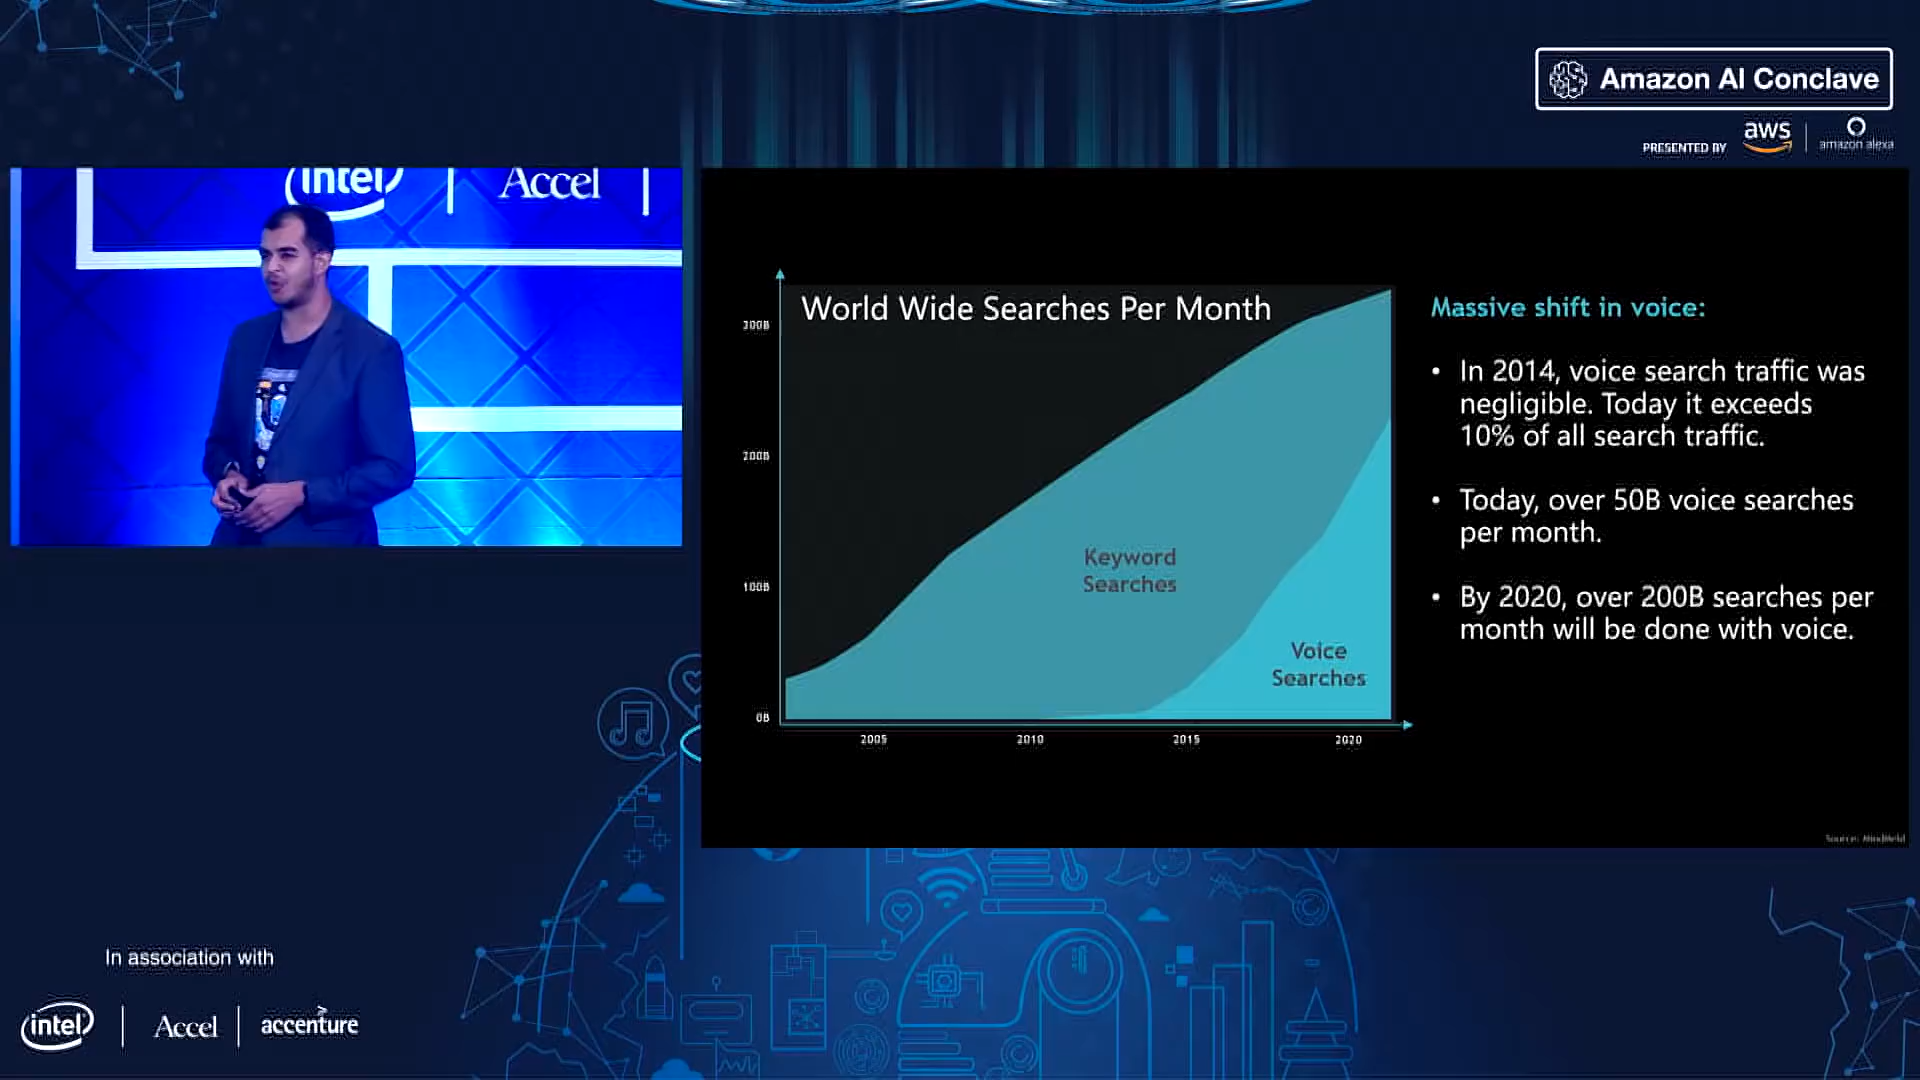 Amazon AI Conclave
PRESENTED BY
aws
amazon alexa
intel
Accel
World Wide Searches Per Month
300B
200B
100B
0B
Keyword
Searches
Voice
Searches
2005
2010
2015
2020
Massive shift in voice:
• In 2014, voice search traffic was
negligible. Today it exceeds
10% of all search traffic.
• Today, over 50B voice searches
per month.
• By 2020, over 200B searches per
month will be done with voice.
Source: MindMeld
In association with
intel
Accel
accenture